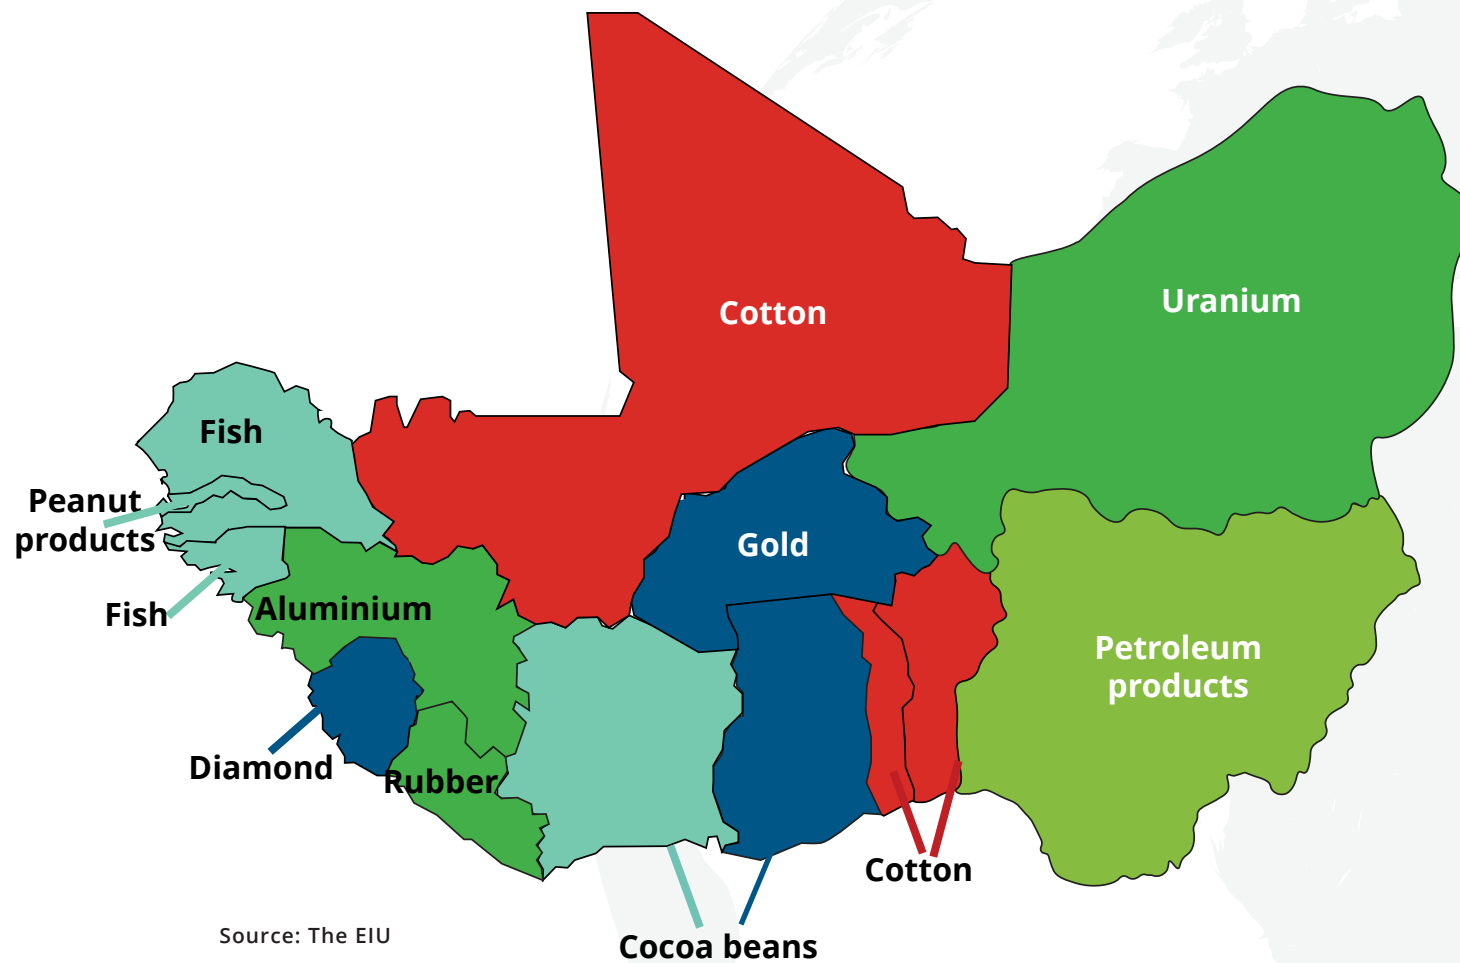 Cotton
Uranium
Fish
Peanut
products
Gold
Fish
Aluminium
Petroleum
products
Diamond
Rubber
Cotton
Source: The EIU
Cocoa beans